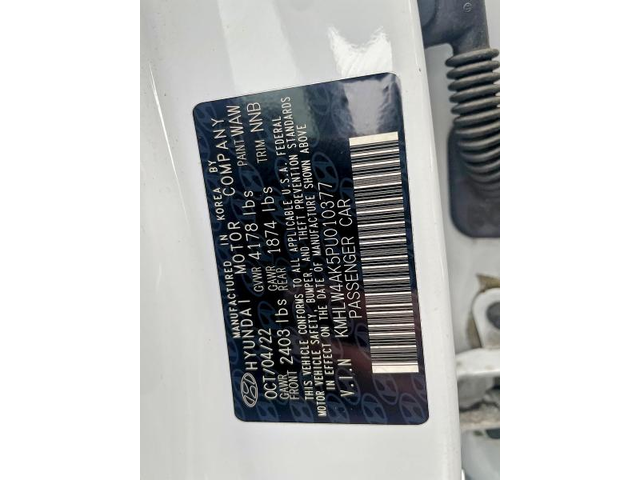 MANUFACTURED IN KOREA BY
HYUNDAI MOTOR COMPANY
OCT/04/22 GVWR 4178 lbs PAINT WAW
GAWR FRONT 2403 lbs GAWR REAR 1874 lbs TRIM NNB
THIS VEHICLE CONFORMS TO ALL APPLICABLE U.S.A. FEDERAL
MOTOR VEHICLE SAFETY, BUMPER, AND THEFT PREVENTION STANDARDS
IN EFFECT ON THE DATE OF MANUFACTURE SHOWN ABOVE
V.I.N KMHLW4AK5PU010377
PASSENGER CAR